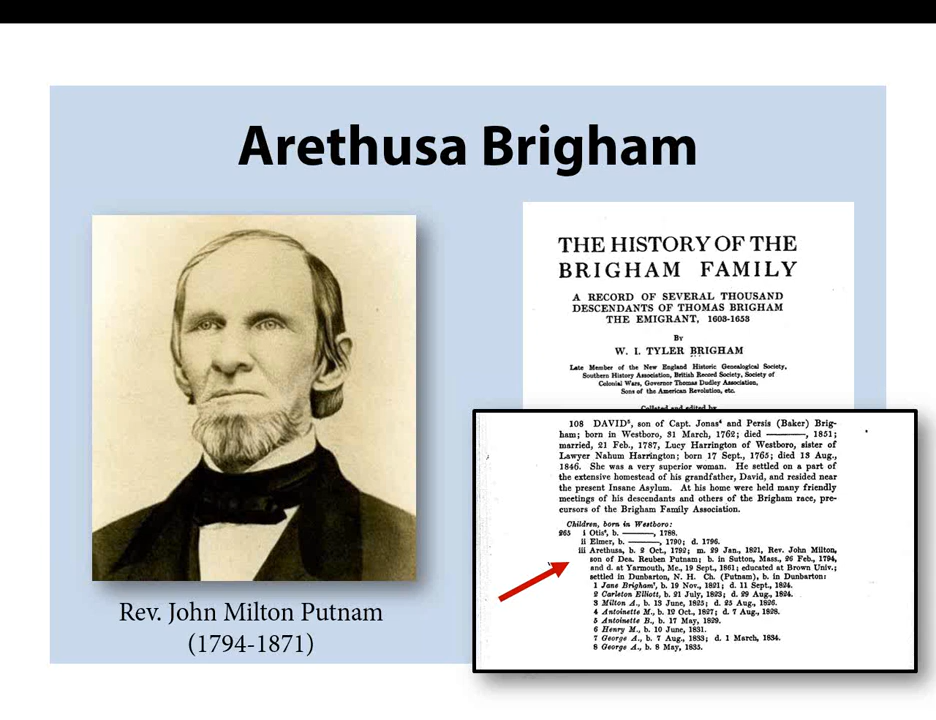 Arethusa Brigham
Rev. John Milton Putnam
(1794-1871)
THE HISTORY OF THE
BRIGHAM FAMILY
A RECORD OF SEVERAL THOUSAND
DESCENDANTS OF THOMAS BRIGHAM
THE EMIGRANT, 1603-1653
By
W. I. TYLER BRIGHAM
Late Member of the New England Historic Genealogical Society,
Southern History Association, British Record Society, Society of
Colonial Wars, Governor Thomas Dudley Association,
Sons of the American Revolution, etc.
Collated and edited by
108 DAVID⁵, son of Capt. Jonas⁴ and Persis (Baker) Brig-
ham; born in Westboro, 31 March, 1762; died ———, 1851;
married, 21 Feb., 1787, Lucy Harrington of Westboro, sister of
Lawyer Nahum Harrington; born 17 Sept., 1765; died 13 Aug.,
1846. She was a very superior woman. He settled on a part of
the extensive homestead of his grandfather, David, and resided near
the present Insane Asylum. At his home were held many friendly
meetings of his descendants and others of the Brigham race, pre-
cursors of the Brigham Family Association.
Children, born in Westboro:
265 i Otis⁶, b. ———, 1788.
ii Elmer, b. ———, 1790; d. 1796.
iii Arethusa, b. 2 Oct., 1792; m. 29 Jan., 1821, Rev. John Milton,
son of Dea. Reuben Putnam; b. in Sutton, Mass., 26 Feb., 1794,
and d. at Yarmouth, Me., 19 Sept., 1861; educated at Brown Univ.;
settled in Dunbarton, N. H. Ch. (Putnam), b. in Dunbarton:
1 Jane Brigham⁷, b. 19 Nov., 1821; d. 11 Sept., 1824.
2 Carleton Elliott, b. 21 July, 1823; d. 29 Aug., 1824.
3 Milton A., b. 13 June, 1825; d. 25 Aug., 1826.
4 Antoinette M., b. 12 Oct., 1827; d. 7 Aug., 1828.
5 Antoinette B., b. 17 May, 1829.
6 Henry M., b. 10 June, 1831.
7 George A., b. 7 Aug., 1833; d. 1 March, 1834.
8 George A., b. 8 May, 1835.